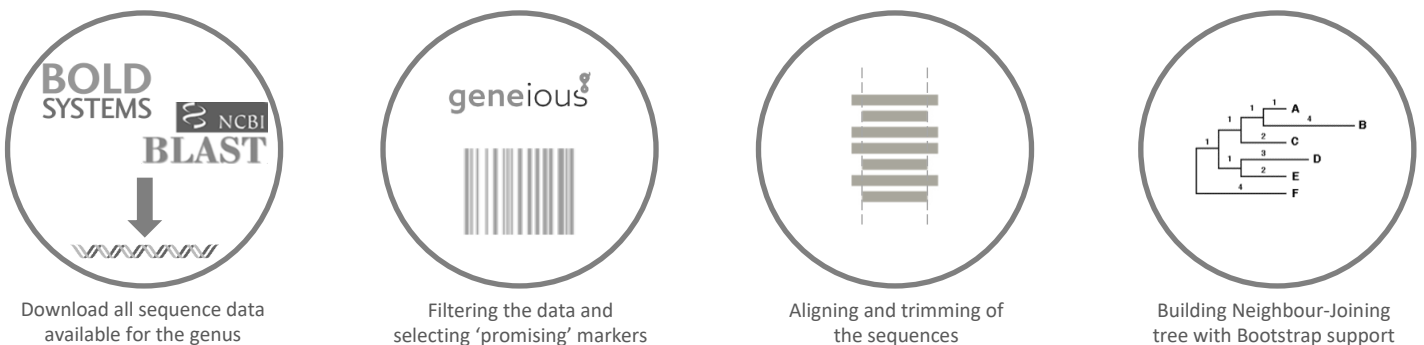 BOLD
SYSTEMS
NCBI
BLAST
Download all sequence data
available for the genus
geneious
Filtering the data and
selecting ‘promising’ markers
Aligning and trimming of
the sequences
1
A
1
4
B
1
2
C
1
3
D
1
2
E
4
F
Building Neighbour-Joining
tree with Bootstrap support